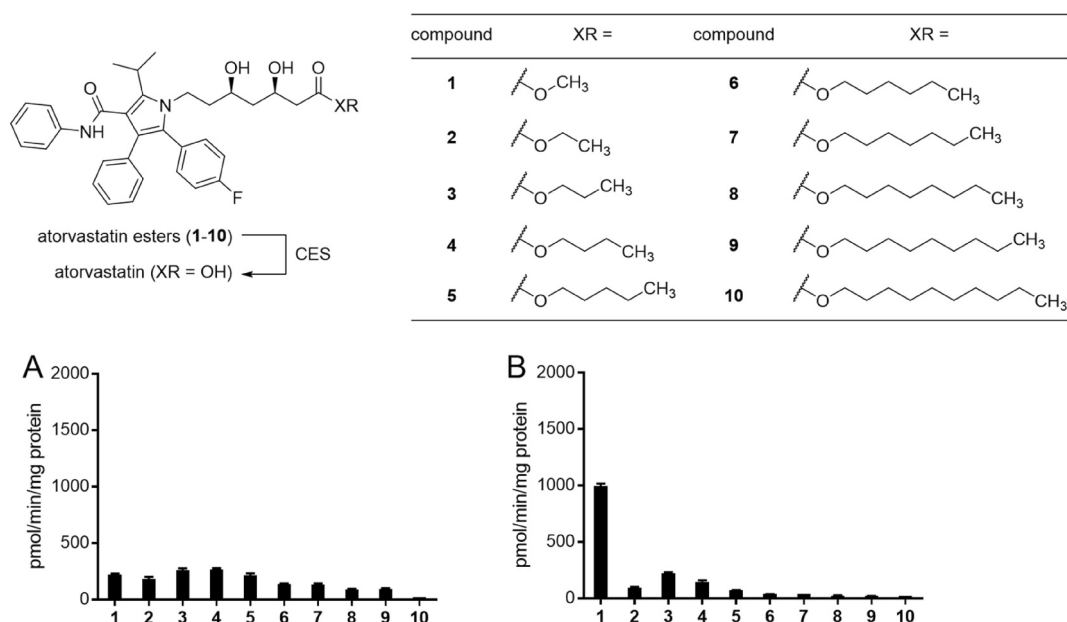 compound XR = compound XR =
1 O CH3 6 O CH3
2 O CH3 7 O CH3
3 O CH3 8 O CH3
4 O CH3 9 O CH3
5 O CH3 10 O CH3
OH OH O
XR
O
N
NH
F
atorvastatin esters (1-10)
CES
atorvastatin (XR = OH)
A
pmol/min/mg protein
2000
1500
1000
500
0
1 2 3 4 5 6 7 8 9 10
B
pmol/min/mg protein
2000
1500
1000
500
0
1 2 3 4 5 6 7 8 9 10